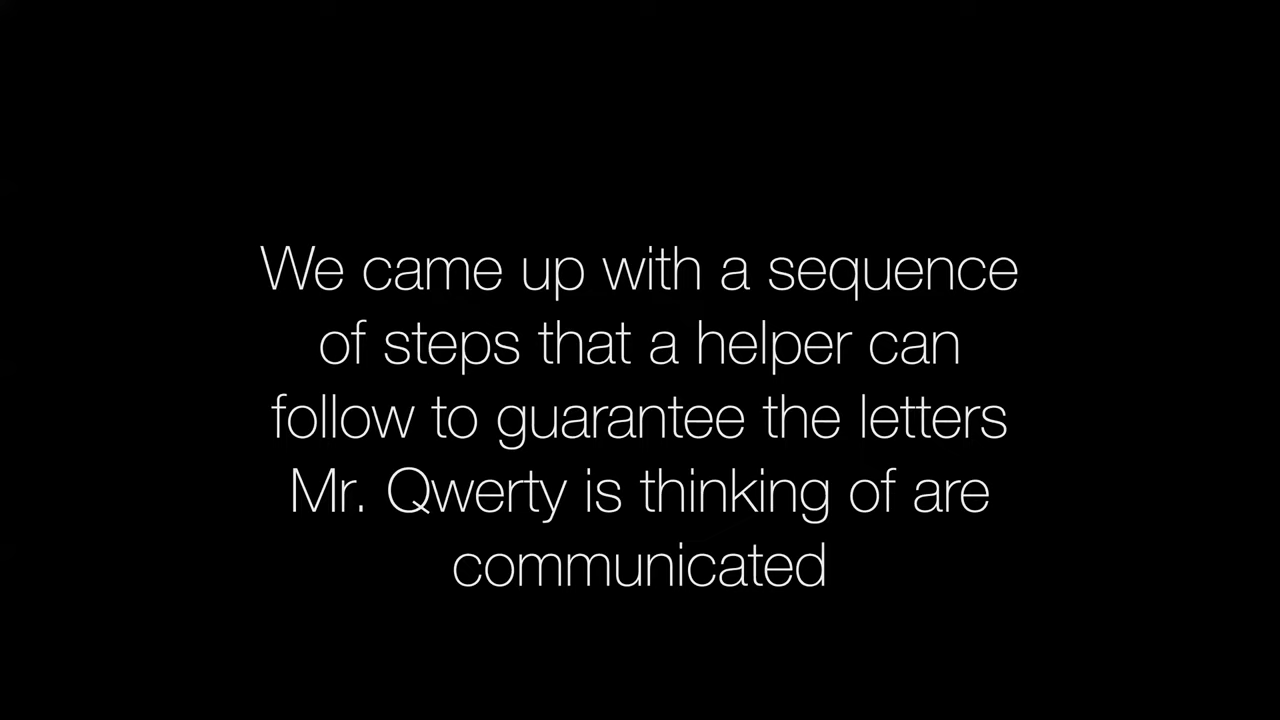 We came up with a sequence
of steps that a helper can
follow to guarantee the letters
Mr. Qwerty is thinking of are
communicated